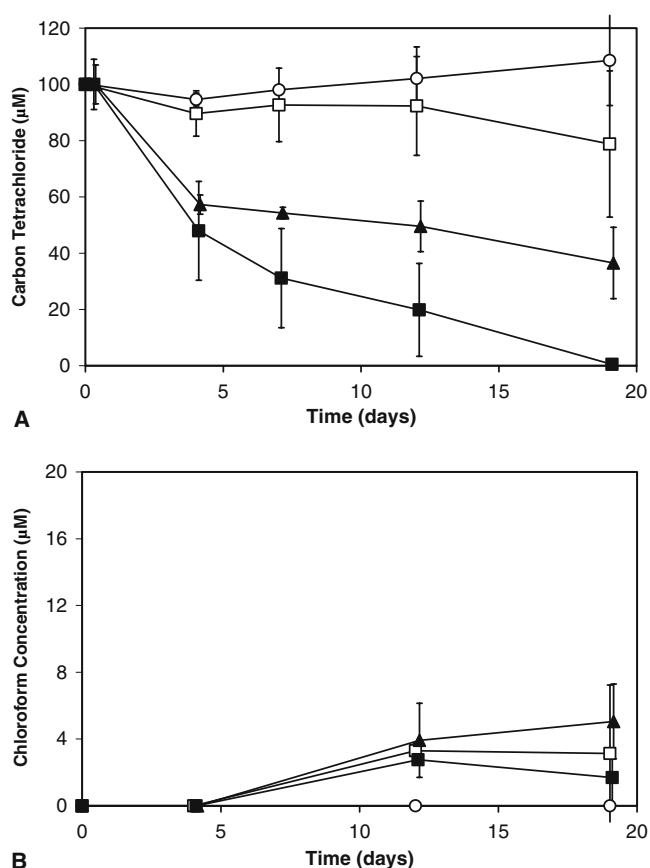 120
100
80
60
40
20
0
Carbon Tetrachloride (µM)
0 5 10 15 20
Time (days)
A
20
16
12
8
4
0
Chloroform Concentration (µM)
0 5 10 15 20
Time (days)
B